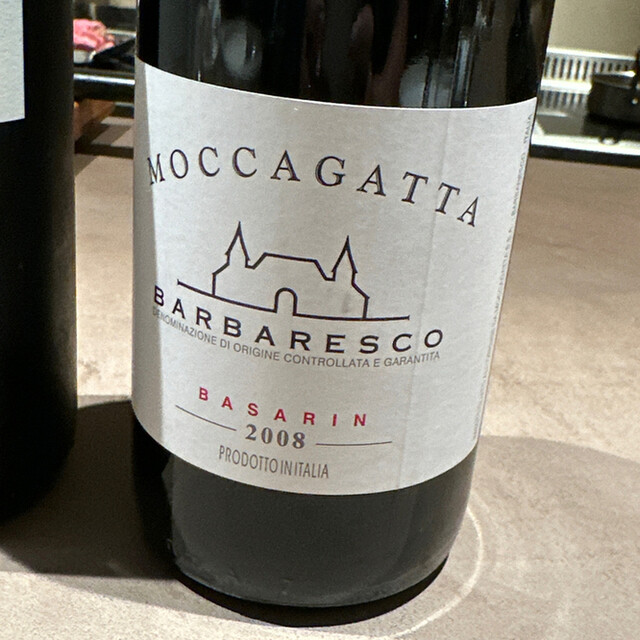 MOCCAGATTA
BARBARESCO
DENOMINAZIONE DI ORIGINE CONTROLLATA E GARANTITA
BASARIN
2008
PRODOTTO IN ITALIA